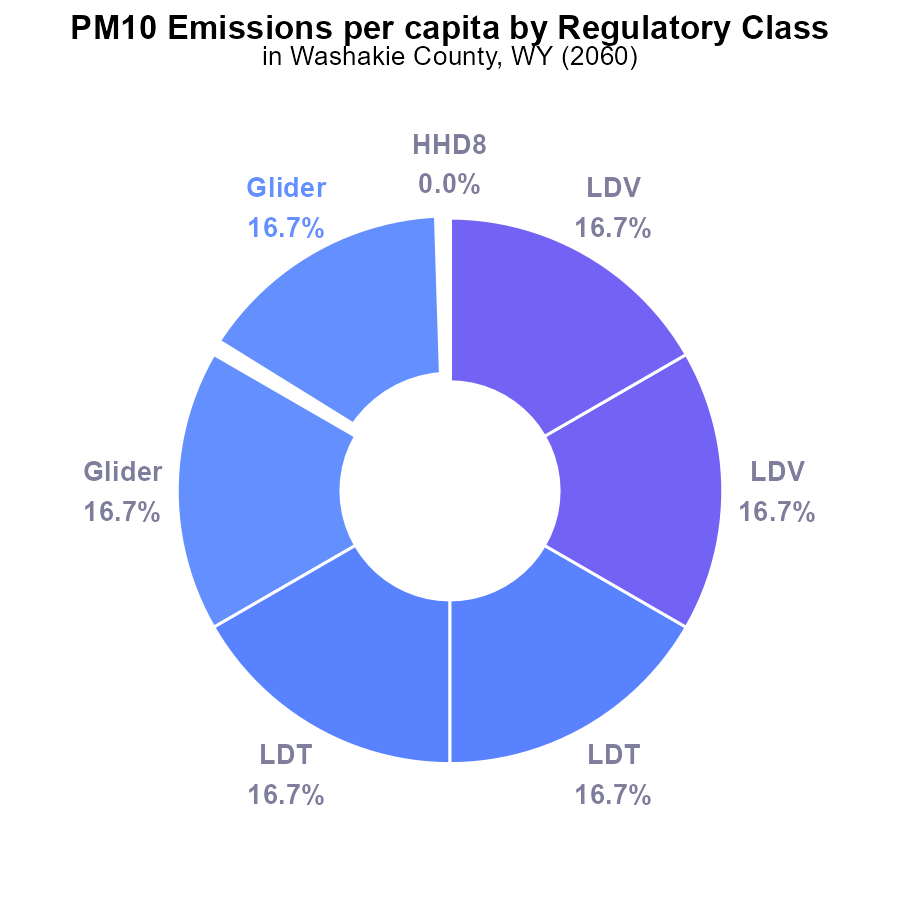 PM10 Emissions per capita by Regulatory Class
in Washakie County, WY (2060)
HHD8
0.0%
Glider
16.7%
LDV
16.7%
Glider
16.7%
LDV
16.7%
LDT
16.7%
LDT
16.7%